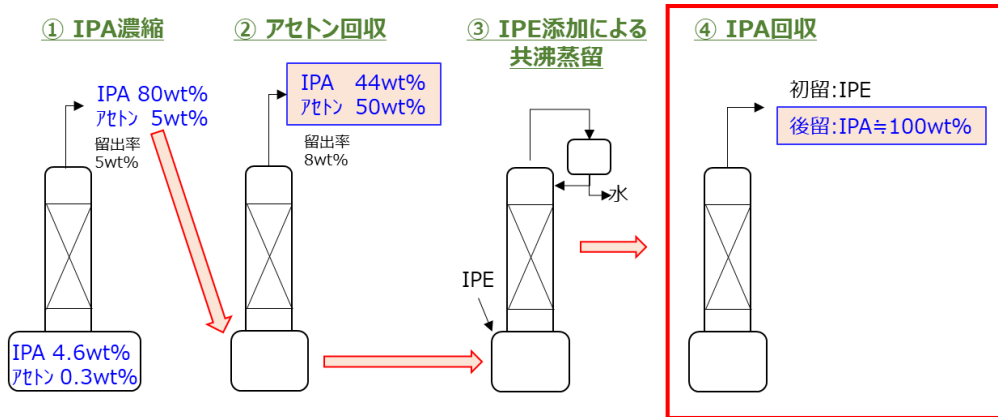 ① IPA濃縮
IPA 80wt%
アセトン 5wt%
留出率
5wt%
IPA 4.6wt%
アセトン 0.3wt%
② アセトン回収
IPA 44wt%
アセトン 50wt%
留出率
8wt%
③ IPE添加による
共沸蒸留
水
IPE
④ IPA回収
初留:IPE
後留:IPA≒100wt%